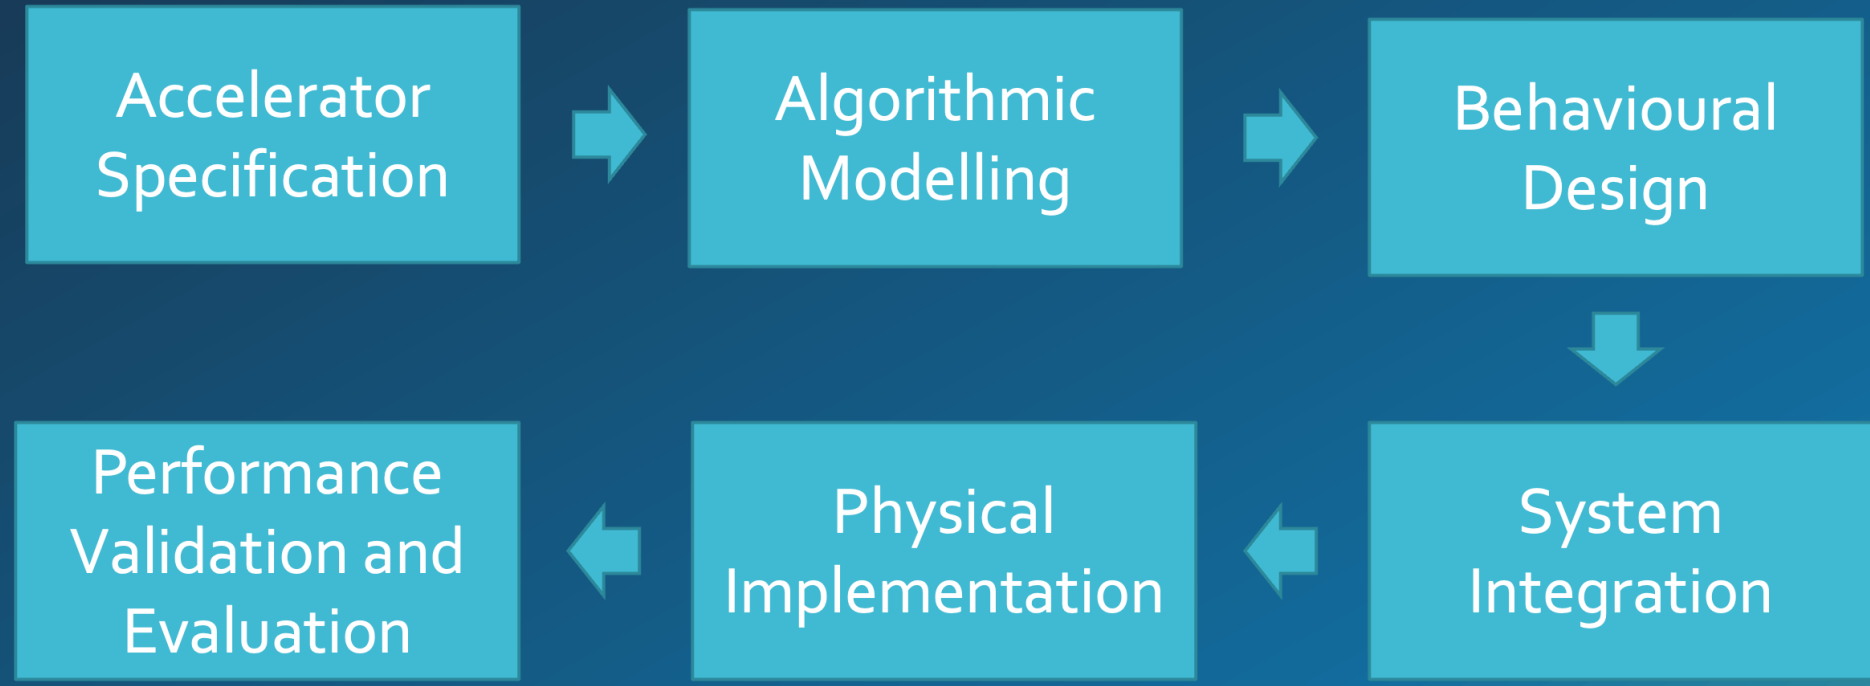 Accelerator
Specification
Algorithmic
Modelling
Behavioural
Design
System
Integration
Physical
Implementation
Performance
Validation and
Evaluation